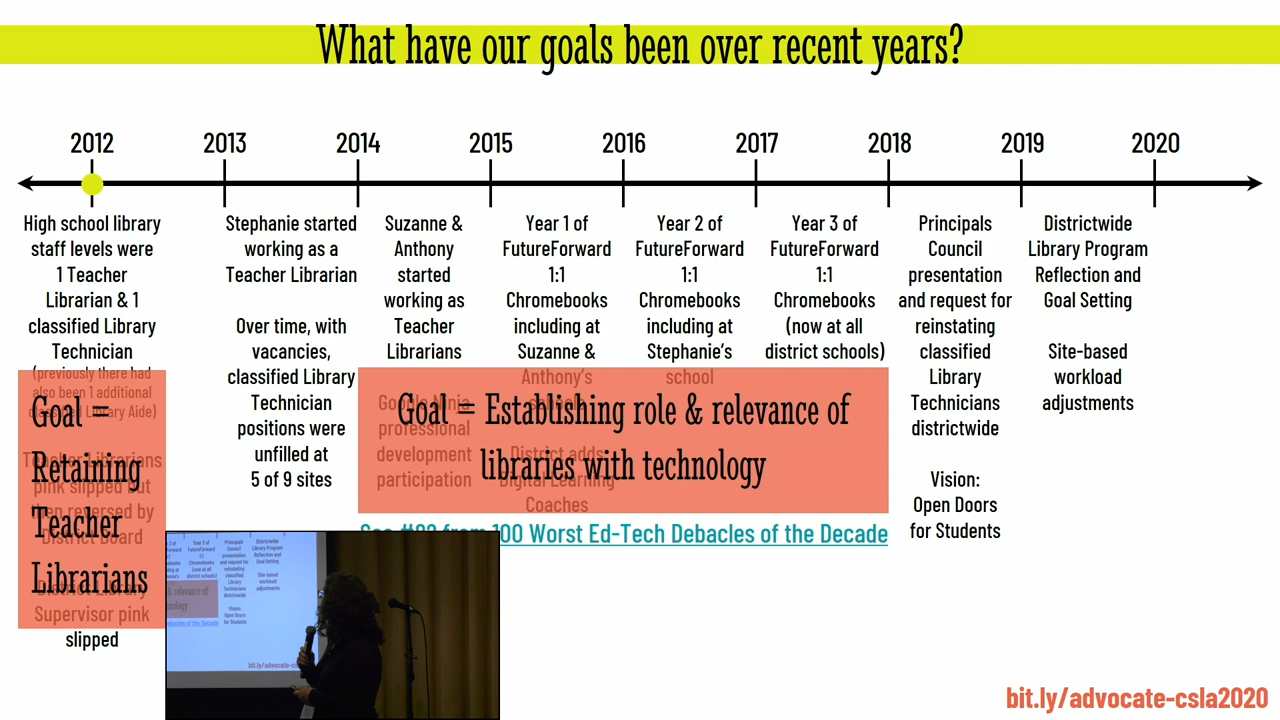 What have our goals been over recent years?
2012
2013
2014
2015
2016
2017
2018
2019
2020
High school library
staff levels were
1 Teacher
Librarian & 1
classified Library
Technician
(previously there had
also been 1 additional
classified Library Aide)
Teacher Librarians
pink slipped but
then reversed by
District Board
District Library
Supervisor pink
slipped
Goal =
Retaining
Teacher
Librarians
Stephanie started
working as a
Teacher Librarian
Over time, with
vacancies,
classified Library
Technician
positions were
unfilled at
5 of 9 sites
Suzanne &
Anthony
started
working as
Teacher
Librarians
Google Ninja
professional
development
participation
Year 1 of
FutureForward
1:1
Chromebooks
including at
Suzanne &
Anthony's
schools
District adds
Digital Learning
Coaches
Year 2 of
FutureForward
1:1
Chromebooks
including at
Stephanie's
school
Year 3 of
FutureForward
1:1
Chromebooks
(now at all
district schools)
Goal = Establishing role & relevance of
libraries with technology
See #82 from 100 Worst Ed-Tech Debacles of the Decade
Principals
Council
presentation
and request for
reinstating
classified
Library
Technicians
districtwide
Vision:
Open Doors
for Students
Districtwide
Library Program
Reflection and
Goal Setting
Site-based
workload
adjustments
bit.ly/advocate-csla2020